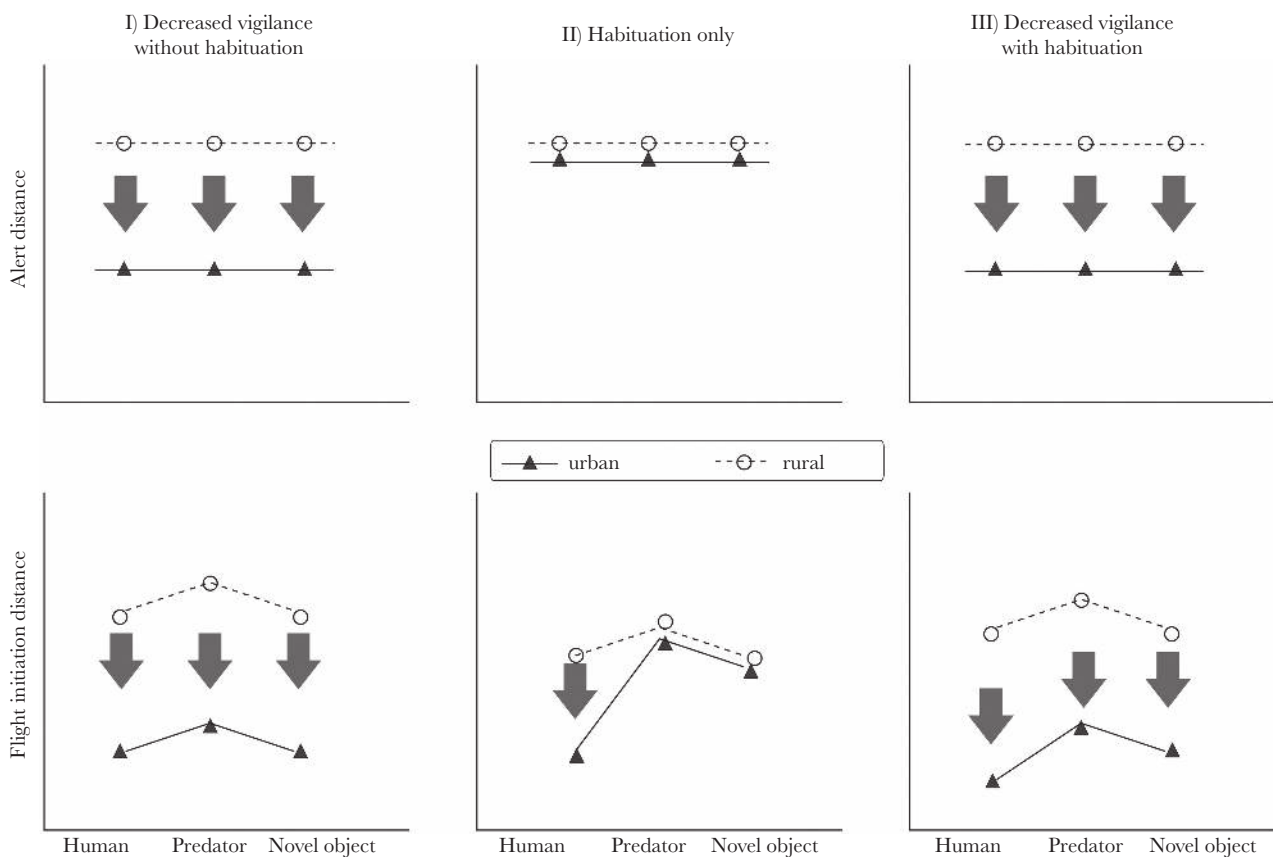 I) Decreased vigilance
without habituation
II) Habituation only
III) Decreased vigilance
with habituation
Alert distance
urban
rural
Flight initiation distance
Human
Predator
Novel object
Human
Predator
Novel object
Human
Predator
Novel object